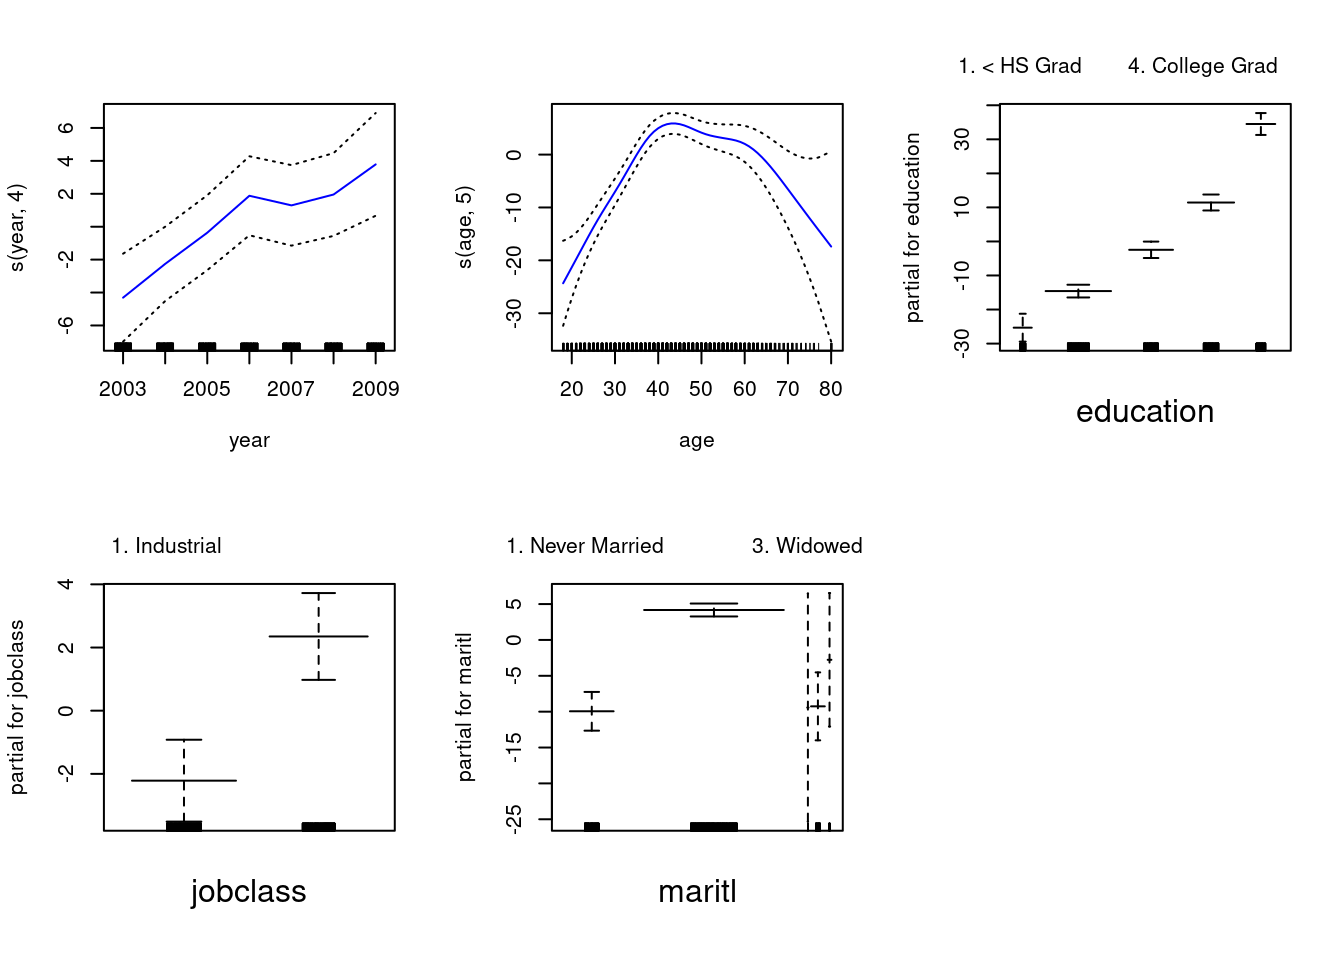 s(year, 4)
6
4
2
-2
-6
2003 2005 2007 2009
year
s(age, 5)
0
-10
-20
-30
20 30 40 50 60 70 80
age
1. < HS Grad 4. College Grad
partial for education
30
10
-10
-30
education
1. Industrial
partial for jobclass
4
2
0
-2
jobclass
1. Never Married 3. Widowed
partial for maritl
5
0
-5
-15
-25
maritl